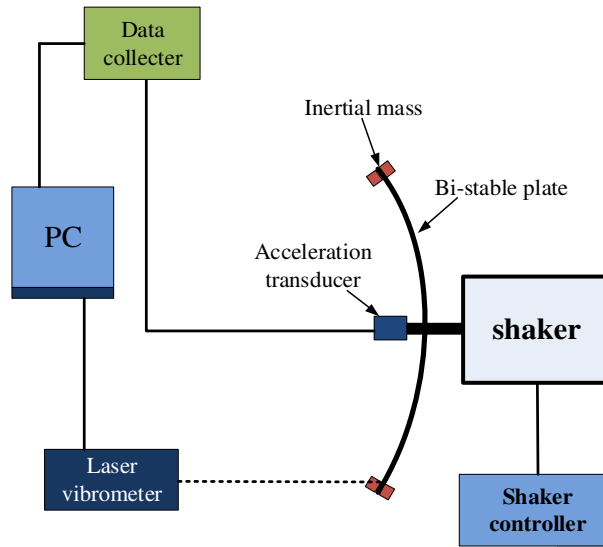 Data
collecter
Inertial mass
Bi-stable plate
PC
Acceleration
transducer
shaker
Laser
vibrometer
Shaker
controller